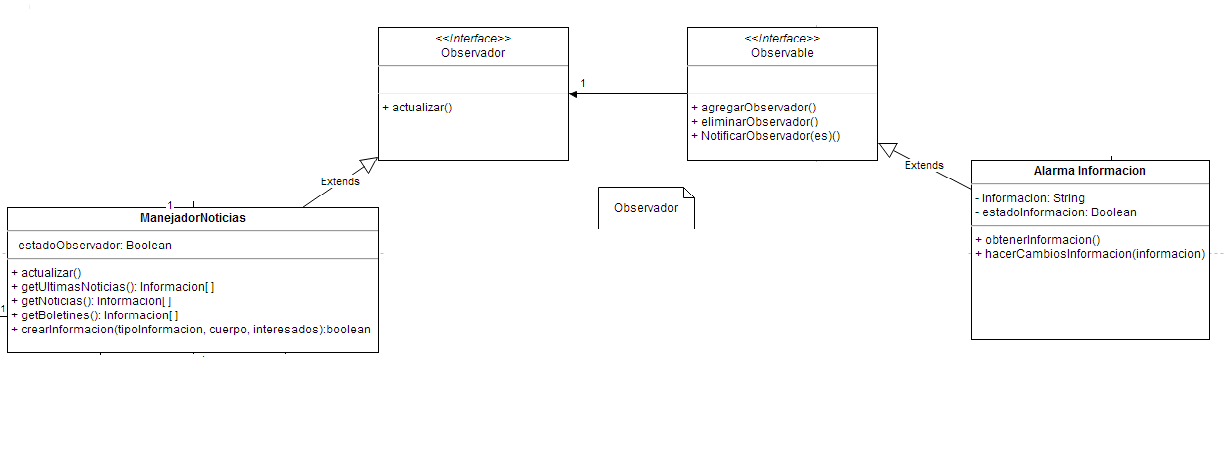 <<Interface>>
Observador
+ actualizar()
1
<<Interface>>
Observable
+ agregarObservador()
+ eliminarObservador()
+ NotificarObservador(es)()
Extends
Extends
Observador
Alarma Informacion
- Informacion: String
- estadoInformacion: Boolean
+ obtenerInformacion()
+ hacerCambiosInformacion(informacion)
1
ManejadorNoticias
estadoObservador: Boolean
+ actualizar()
+ getUltimasNoticias(): Informacion[ ]
+ getNoticias(): Informacion[ ]
+ getBoletines(): Informacion[ ]
+ crearInformacion(tipoInformacion, cuerpo, interesados):boolean
1